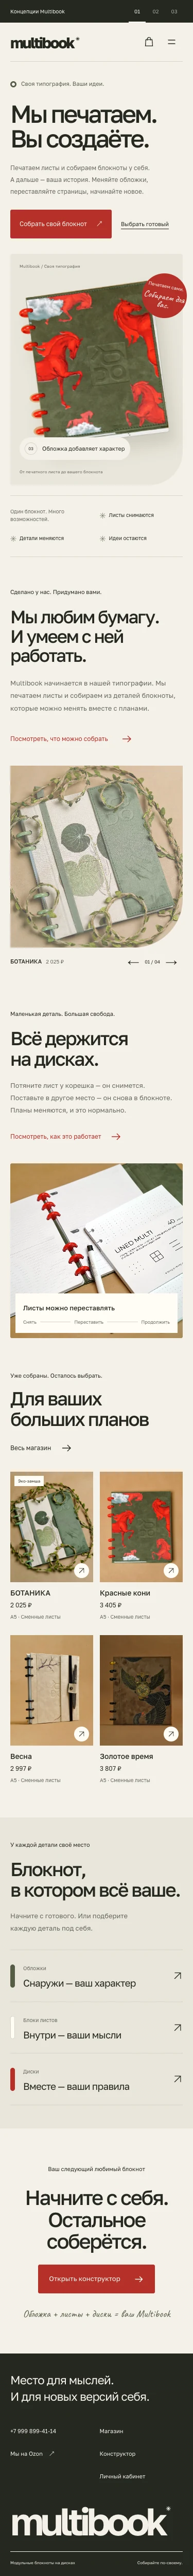 Концепции Multibook
01 02 03
multibook
Своя типография. Ваши идеи.
Мы печатаем.
Вы создаёте.
Печатаем листы и собираем блокноты у себя.
А дальше — ваша история. Меняйте обложки,
переставляйте страницы, начинайте новое.
Собрать свой блокнот
Выбрать готовый
Multibook / Своя типография
Печатаем сами.
Собирает для вас.
03
Обложка добавляет характер
От печатного листа до вашего блокнота
Один блокнот. Много
возможностей.
Листы снимаются
Детали меняются
Идеи остаются
Сделано у нас. Придумано вами.
Мы любим бумагу.
И умеем с ней
работать.
Multibook начинается в нашей типографии. Мы
печатаем листы и собираем из деталей блокноты,
которые можно менять вместе с планами.
Посмотреть, что можно собрать
БОТАНИКА 2 025 ₽
01 / 04
Маленькая деталь. Большая свобода.
Всё держится
на дисках.
Потяните лист у корешка — он снимется.
Поставьте в другое место — он снова в блокноте.
Планы меняются, и это нормально.
Посмотреть, как это работает
LINED MULTI
Листы можно переставлять
Снять
Переставить
Продолжить
Уже собраны. Осталось выбрать.
Для ваших
больших планов
Весь магазин
Эко-замша
БОТАНИКА
2 025 ₽
А5 · Сменные листы
Красные кони
3 405 ₽
А5 · Сменные листы
Весна
2 997 ₽
А5 · Сменные листы
Золотое время
3 807 ₽
А5 · Сменные листы
У каждой детали своё место
Блокнот,
в котором всё ваше.
Начните с готового. Или подберите
каждую деталь под себя.
Обложки
Снаружи — ваш характер
Блоки листов
Внутри — ваши мысли
Диски
Вместе — ваши правила
Ваш следующий любимый блокнот
Начните с себя.
Остальное
соберётся.
Открыть конструктор
Обложка + листы + диски = ваш Multibook
Место для мыслей.
И для новых версий себя.
+7 999 899-41-14
Магазин
Мы на Ozon
Конструктор
Личный кабинет
multibook
Модульные блокноты на дисках.
Собирайте по-своему.